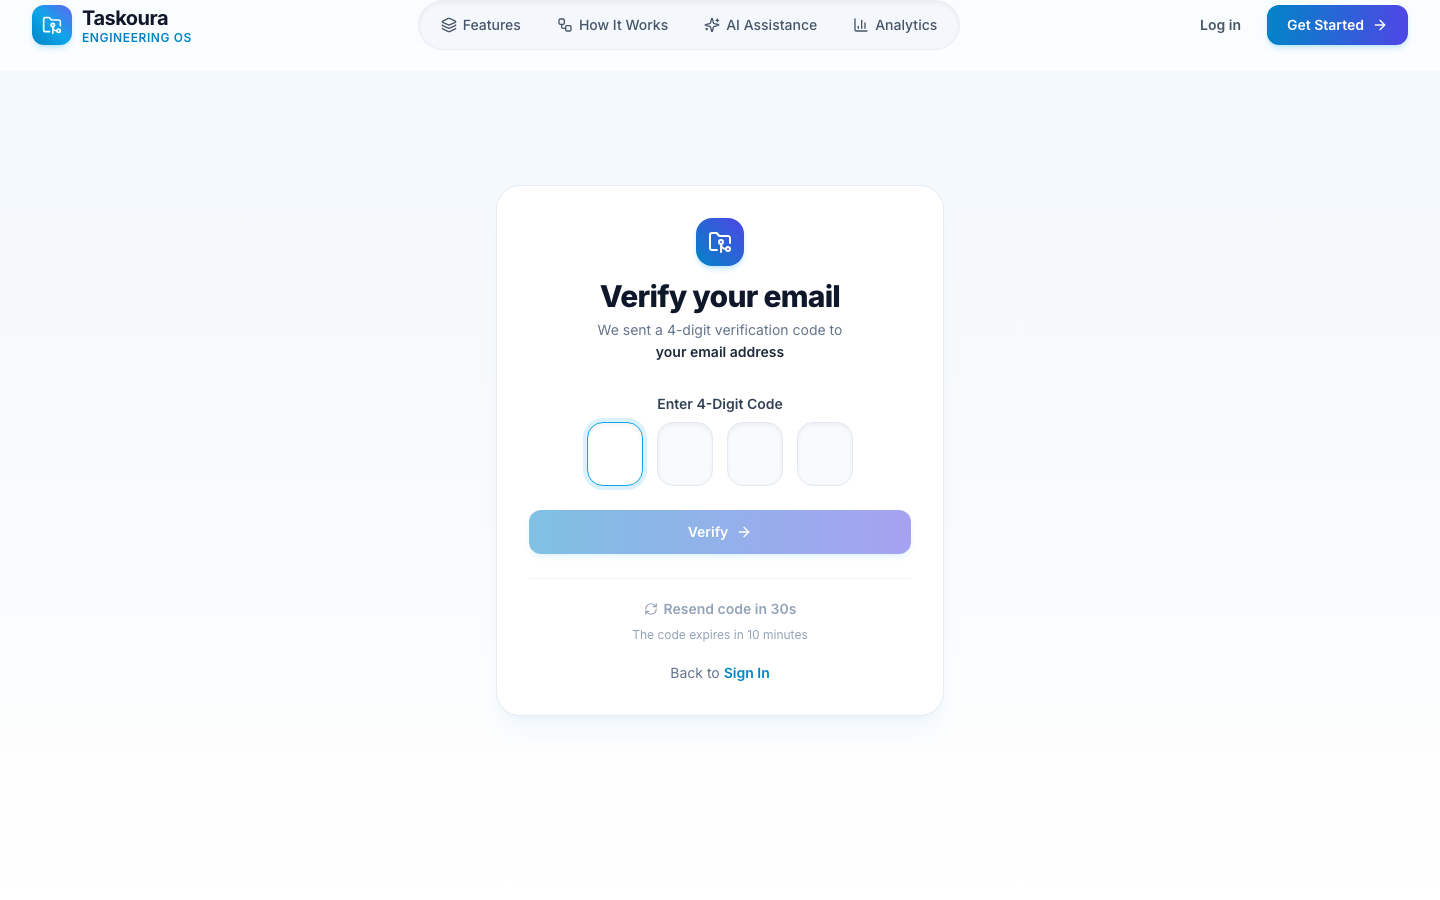 Taskoura
ENGINEERING OS
Features
How It Works
AI Assistance
Analytics
Log in
Get Started
Verify your email
We sent a 4-digit verification code to
your email address
Enter 4-Digit Code
Verify
Resend code in 30s
The code expires in 10 minutes
Back to Sign In